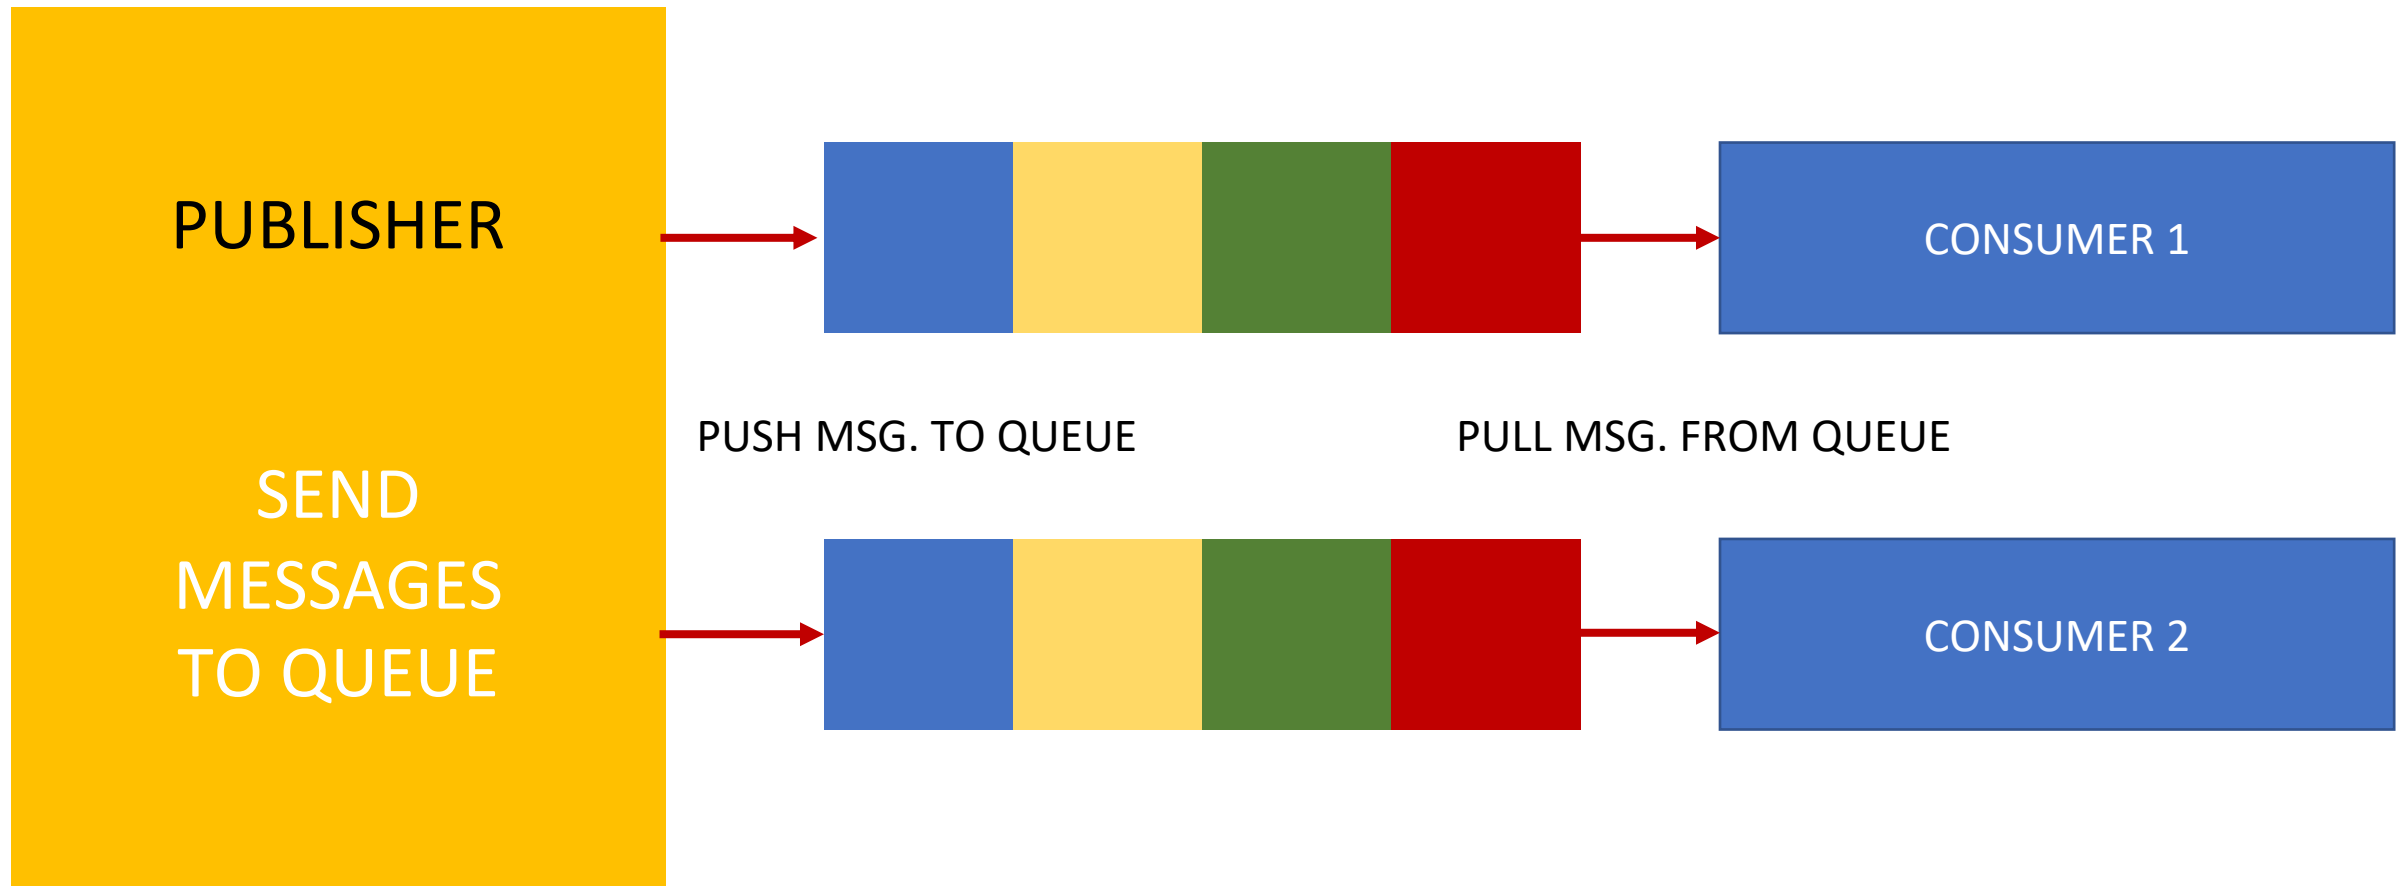 PUBLISHER
SEND
MESSAGES
TO QUEUE
PUSH MSG. TO QUEUE
PULL MSG. FROM QUEUE
CONSUMER 1
CONSUMER 2